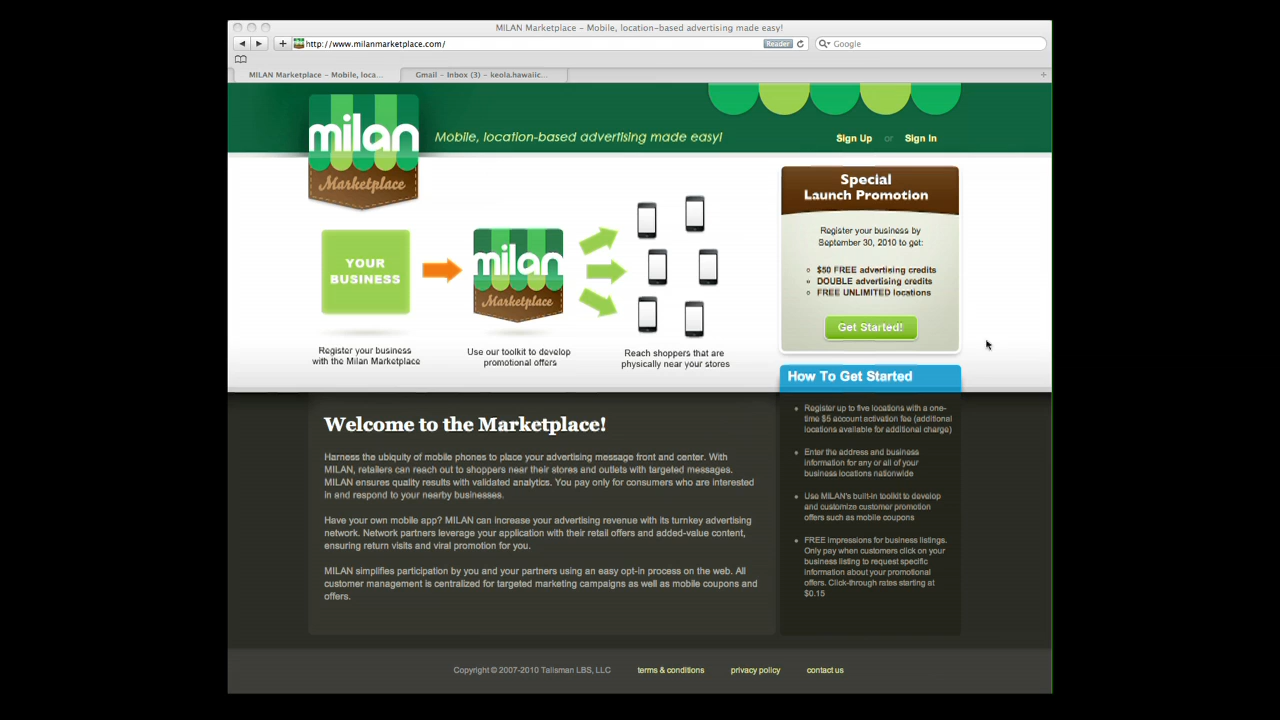 MILAN Marketplace – Mobile, location-based advertising made easy!
http://www.milanmarketplace.com/
Reader
Google
MILAN Marketplace – Mobile, loca...
Gmail – Inbox (3) – keola.hawaiic...
milan
Marketplace
Mobile, location-based advertising made easy!
Sign Up or Sign In
YOUR
BUSINESS
milan
Marketplace
Register your business
with the Milan Marketplace
Use our toolkit to develop
promotional offers
Reach shoppers that are
physically near your stores
Special
Launch Promotion
Register your business by
September 30, 2010 to get:
$50 FREE advertising credits
DOUBLE advertising credits
FREE UNLIMITED locations
Get Started!
How To Get Started
Register up to five locations with a one-
time $5 account activation fee (additional
locations available for additional charge)
Enter the address and business
information for any or all of your
business locations nationwide
Use MILAN's built-in toolkit to develop
and customize customer promotion
offers such as mobile coupons
FREE impressions for business listings.
Only pay when customers click on your
business listing to request specific
information about your promotional
offers. Click-through rates starting at
$0.15
Welcome to the Marketplace!
Harness the ubiquity of mobile phones to place your advertising message front and center. With
MILAN, retailers can reach out to shoppers near their stores and outlets with targeted messages.
MILAN ensures quality results with validated analytics. You pay only for consumers who are interested
in and respond to your nearby businesses.
Have your own mobile app? MILAN can increase your advertising revenue with its turnkey advertising
network. Network partners leverage your application with their retail offers and added-value content,
ensuring return visits and viral promotion for you.
MILAN simplifies participation by you and your partners using an easy opt-in process on the web. All
customer management is centralized for targeted marketing campaigns as well as mobile coupons and
offers.
Copyright © 2007-2010 Talisman LBS, LLC terms & conditions privacy policy contact us